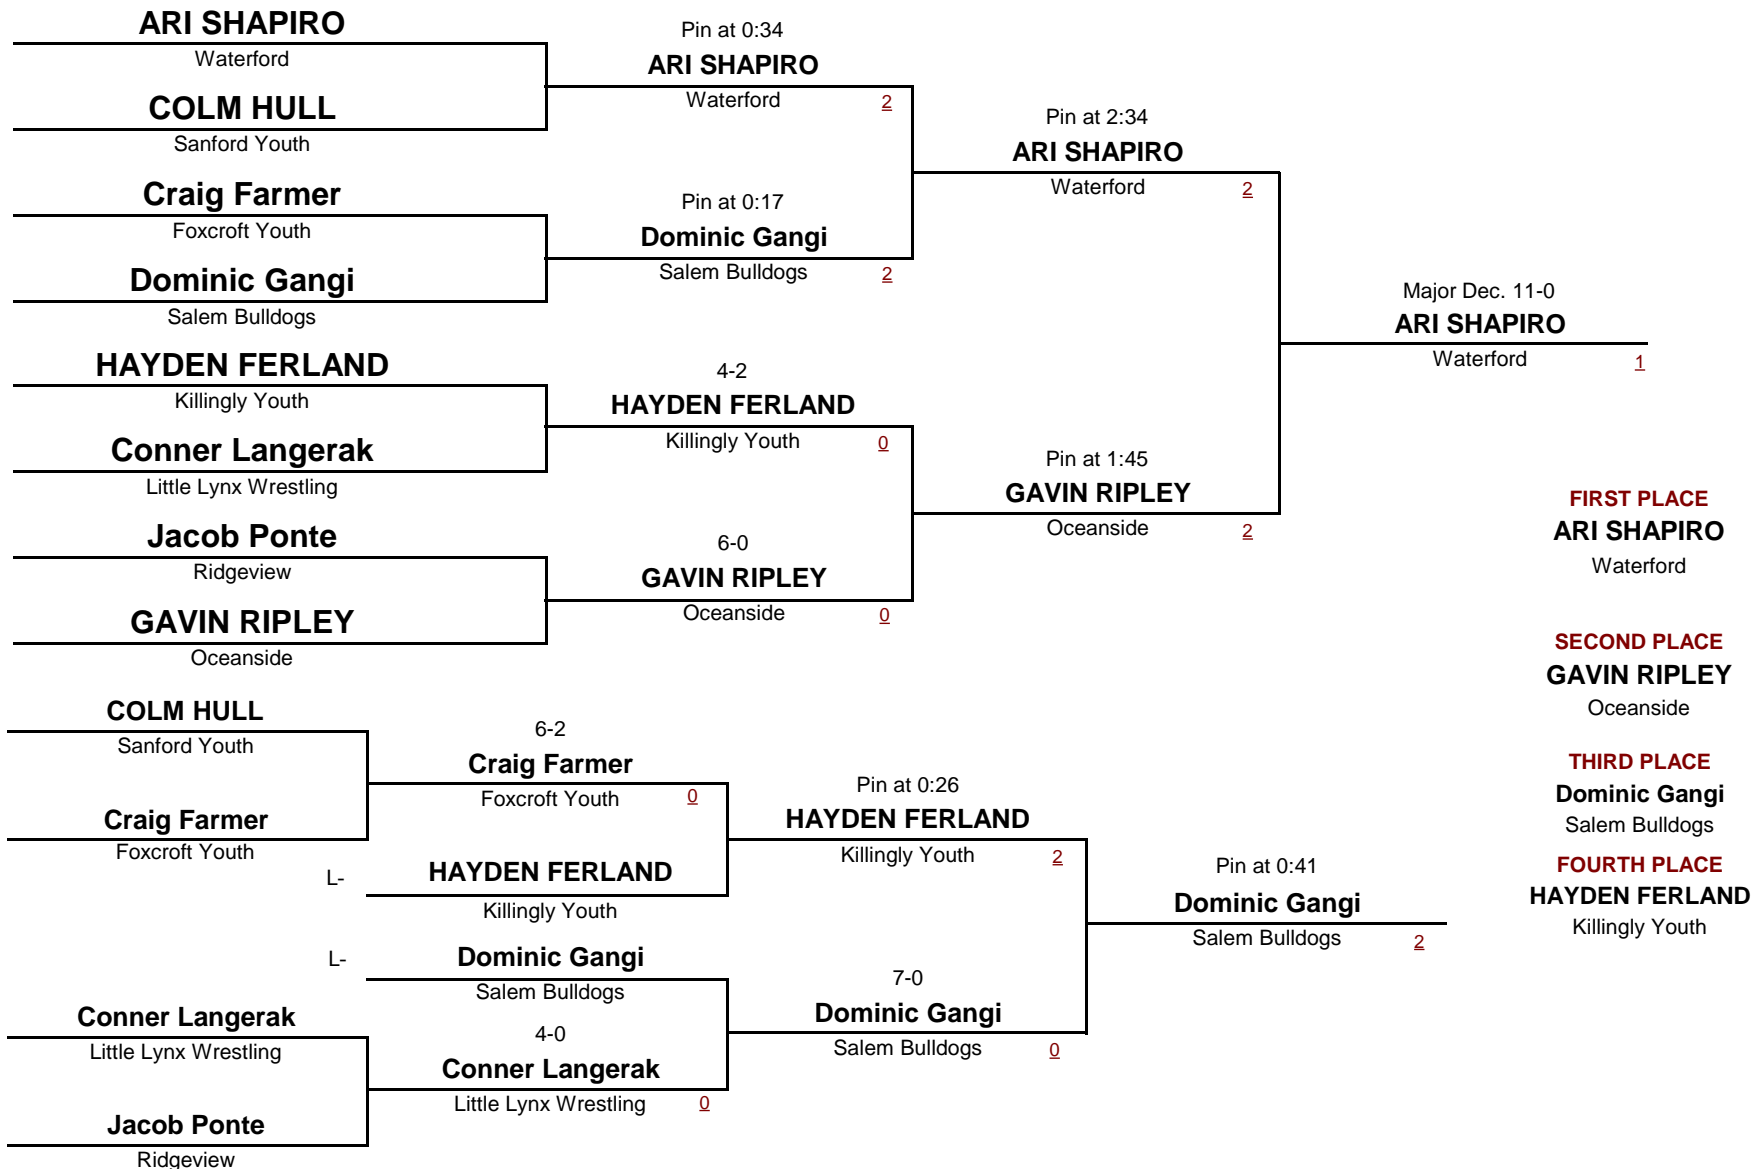 ARI SHAPIRO
Waterford
COLM HULL
Sanford Youth
Craig Farmer
Foxcroft Youth
Dominic Gangi
Salem Bulldogs
HAYDEN FERLAND
Killingly Youth
Conner Langerak
Little Lynx Wrestling
Jacob Ponte
Ridgeview
GAVIN RIPLEY
Oceanside
Pin at 0:34
ARI SHAPIRO
Waterford 2
Pin at 0:17
Dominic Gangi
Salem Bulldogs 2
4-2
HAYDEN FERLAND
Killingly Youth 0
6-0
GAVIN RIPLEY
Oceanside 0
Pin at 2:34
ARI SHAPIRO
Waterford 2
Pin at 1:45
GAVIN RIPLEY
Oceanside 2
Major Dec. 11-0
ARI SHAPIRO
Waterford 1
FIRST PLACE
ARI SHAPIRO
Waterford
SECOND PLACE
GAVIN RIPLEY
Oceanside
THIRD PLACE
Dominic Gangi
Salem Bulldogs
FOURTH PLACE
HAYDEN FERLAND
Killingly Youth
COLM HULL
Sanford Youth
Craig Farmer
Foxcroft Youth
Conner Langerak
Little Lynx Wrestling
Jacob Ponte
Ridgeview
6-2
Craig Farmer
Foxcroft Youth 0
L- HAYDEN FERLAND
Killingly Youth
L- Dominic Gangi
Salem Bulldogs
4-0
Conner Langerak
Little Lynx Wrestling 0
Pin at 0:26
HAYDEN FERLAND
Killingly Youth 2
7-0
Dominic Gangi
Salem Bulldogs 0
Pin at 0:41
Dominic Gangi
Salem Bulldogs 2